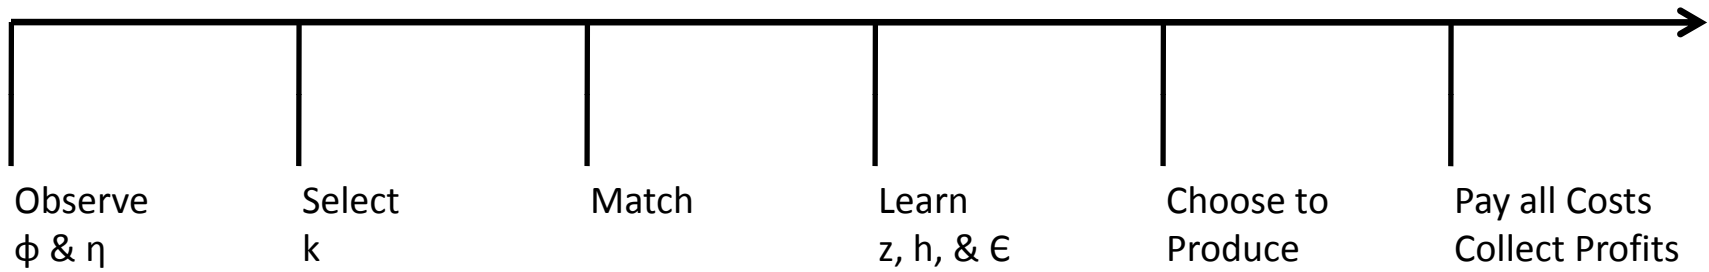 Observe
ϕ & η
Select
k
Match
Learn
z, h, & Є
Choose to
Produce
Pay all Costs
Collect Profits